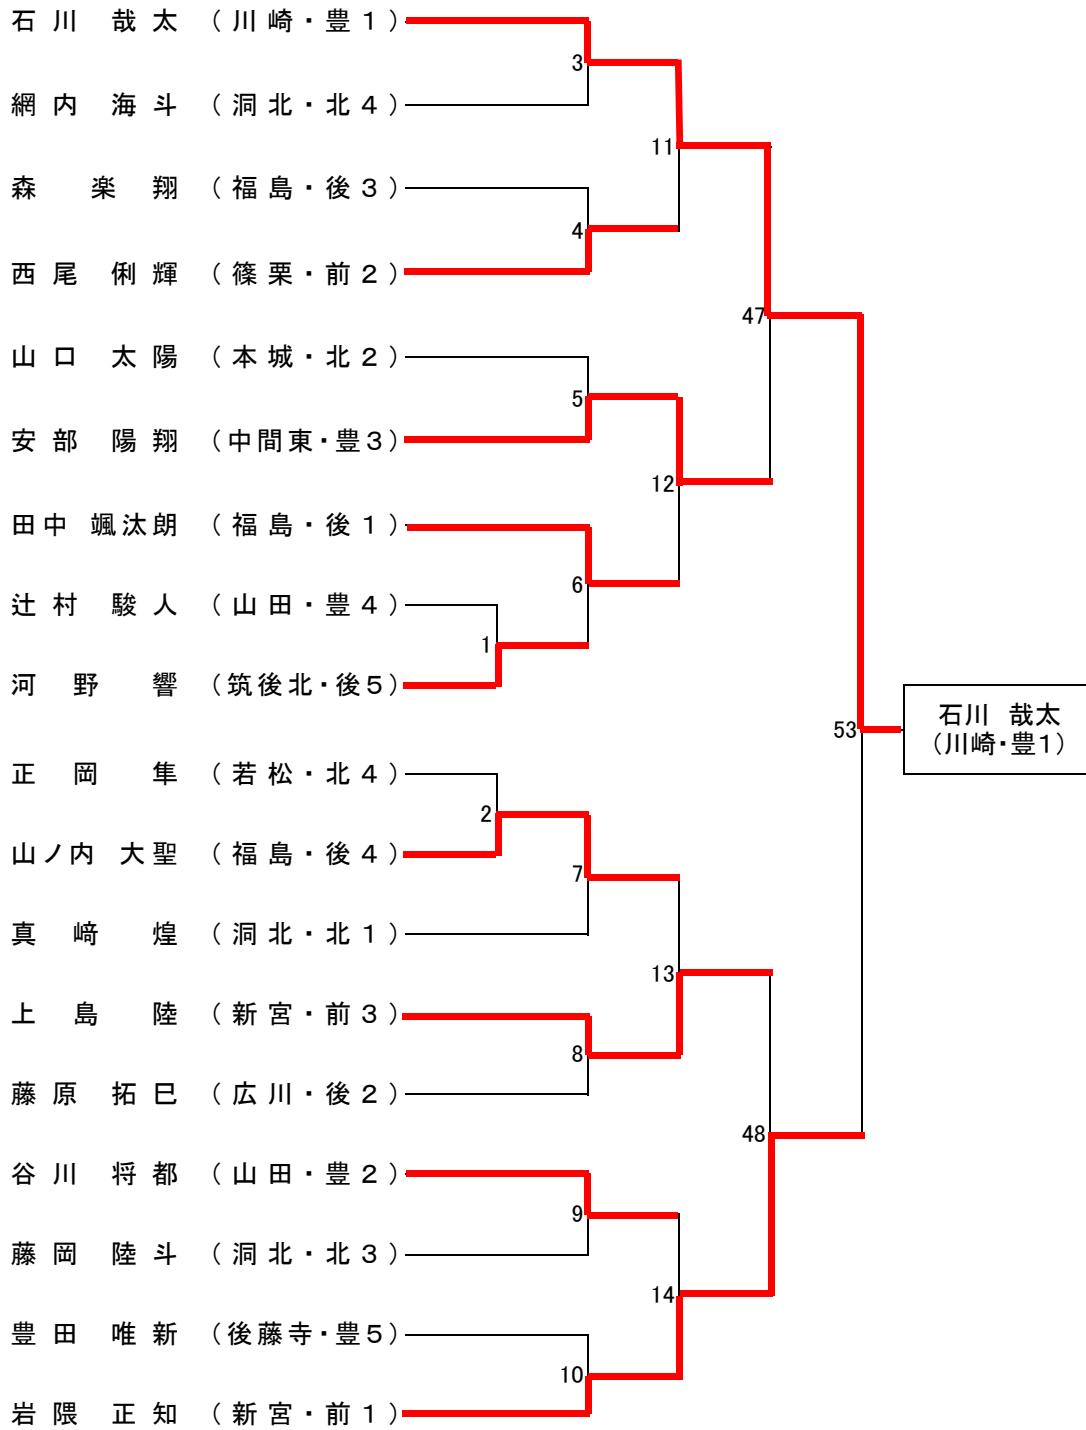 石川 哉太 (川崎・豊1)
3
網内 海斗 (洞北・北4)
11
森 楽翔 (福島・後3)
4
西尾 俐輝 (篠栗・前2)
47
山口 太陽 (本城・北2)
5
安部 陽翔 (中間東・豊3)
12
田中 颯汰朗 (福島・後1)
6
辻村 駿人 (山田・豊4)
1
河野 響 (筑後北・後5)
53
石川 哉太
(川崎・豊1)
正岡 隼 (若松・北4)
2
山ノ内 大聖 (福島・後4)
7
真﨑 煌 (洞北・北1)
13
上島 陸 (新宮・前3)
8
藤原 拓巳 (広川・後2)
48
谷川 将都 (山田・豊2)
9
藤岡 陸斗 (洞北・北3)
14
豊田 唯新 (後藤寺・豊5)
10
岩隈 正知 (新宮・前1)